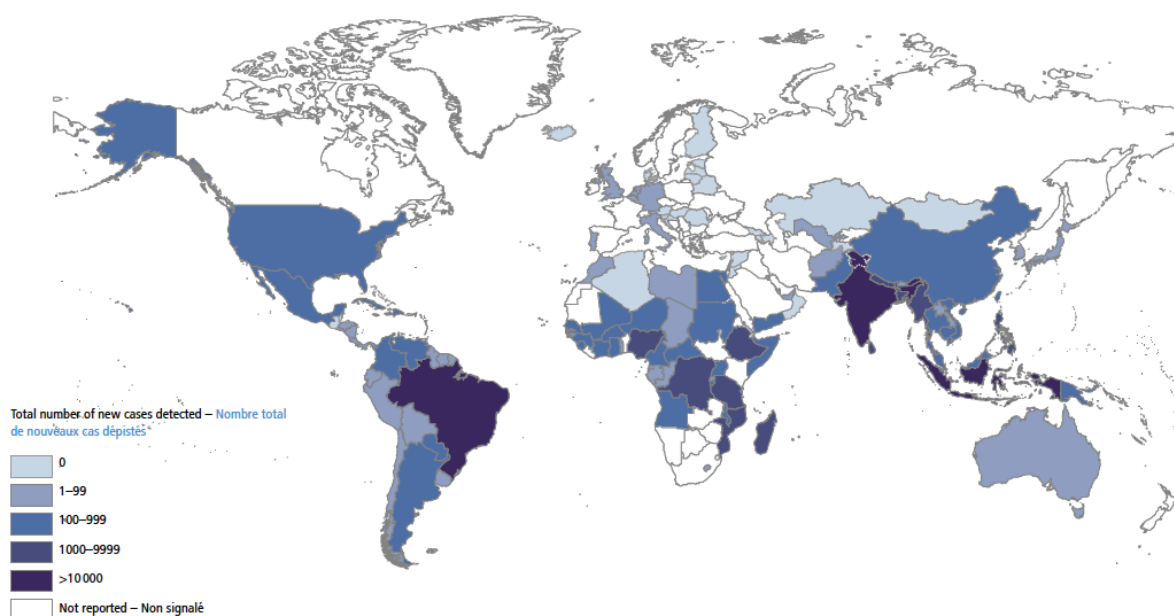 Total number of new cases detected – Nombre total
de nouveaux cas dépistés
0
1–99
100–999
1000–9999
>10 000
Not reported – Non signalé